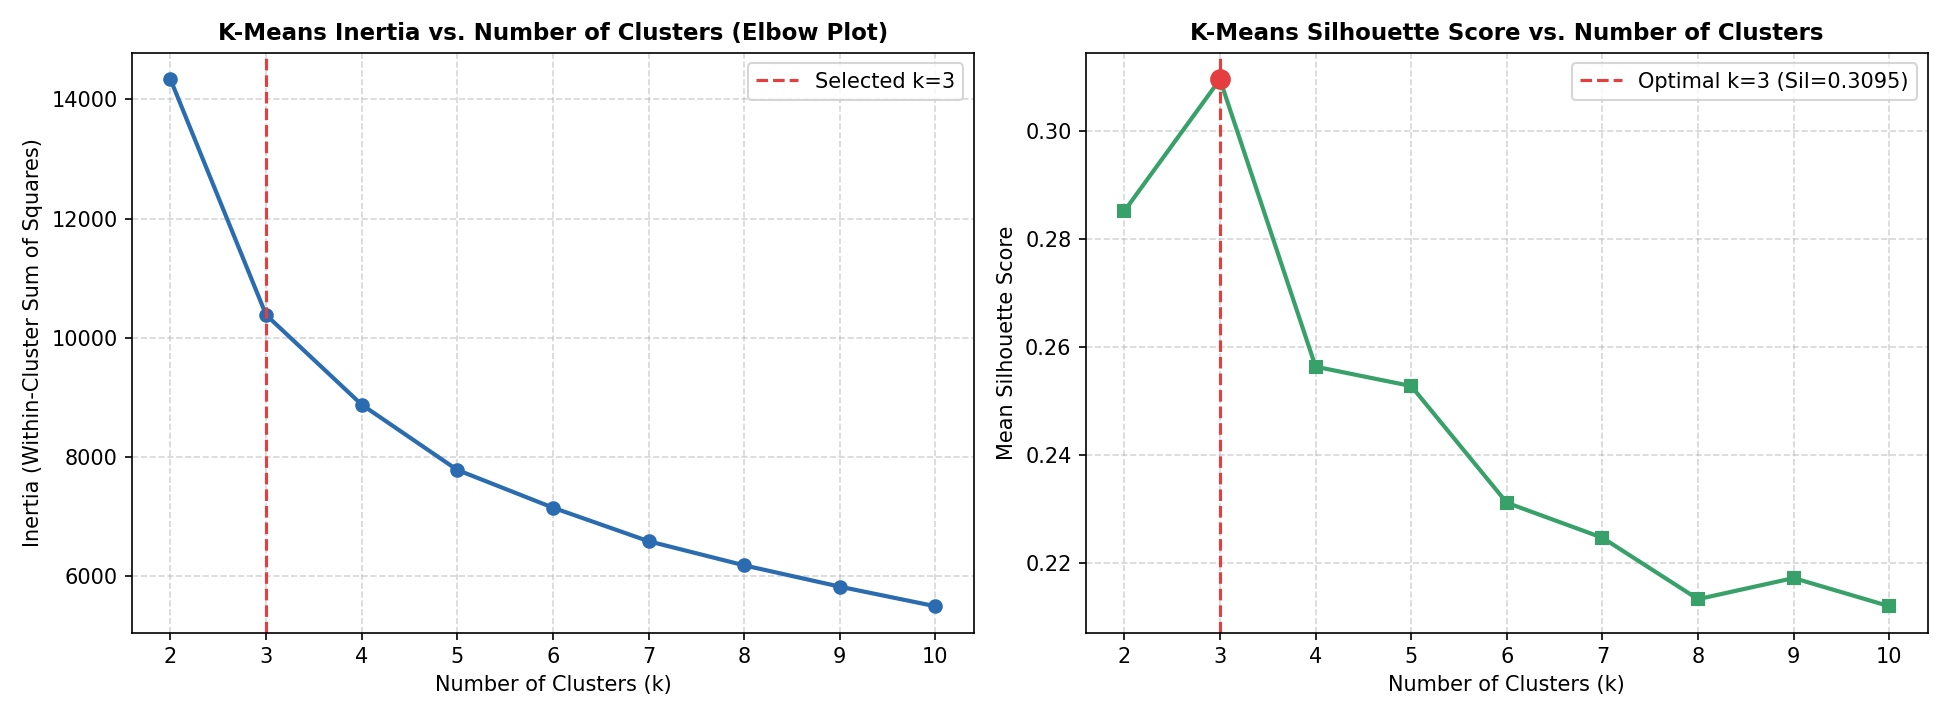 K-Means Inertia vs. Number of Clusters (Elbow Plot)
Inertia (Within-Cluster Sum of Squares)
14000
12000
10000
8000
6000
Selected k=3
2 3 4 5 6 7 8 9 10
Number of Clusters (k)
K-Means Silhouette Score vs. Number of Clusters
Mean Silhouette Score
0.30
0.28
0.26
0.24
0.22
Optimal k=3 (Sil=0.3095)
2 3 4 5 6 7 8 9 10
Number of Clusters (k)